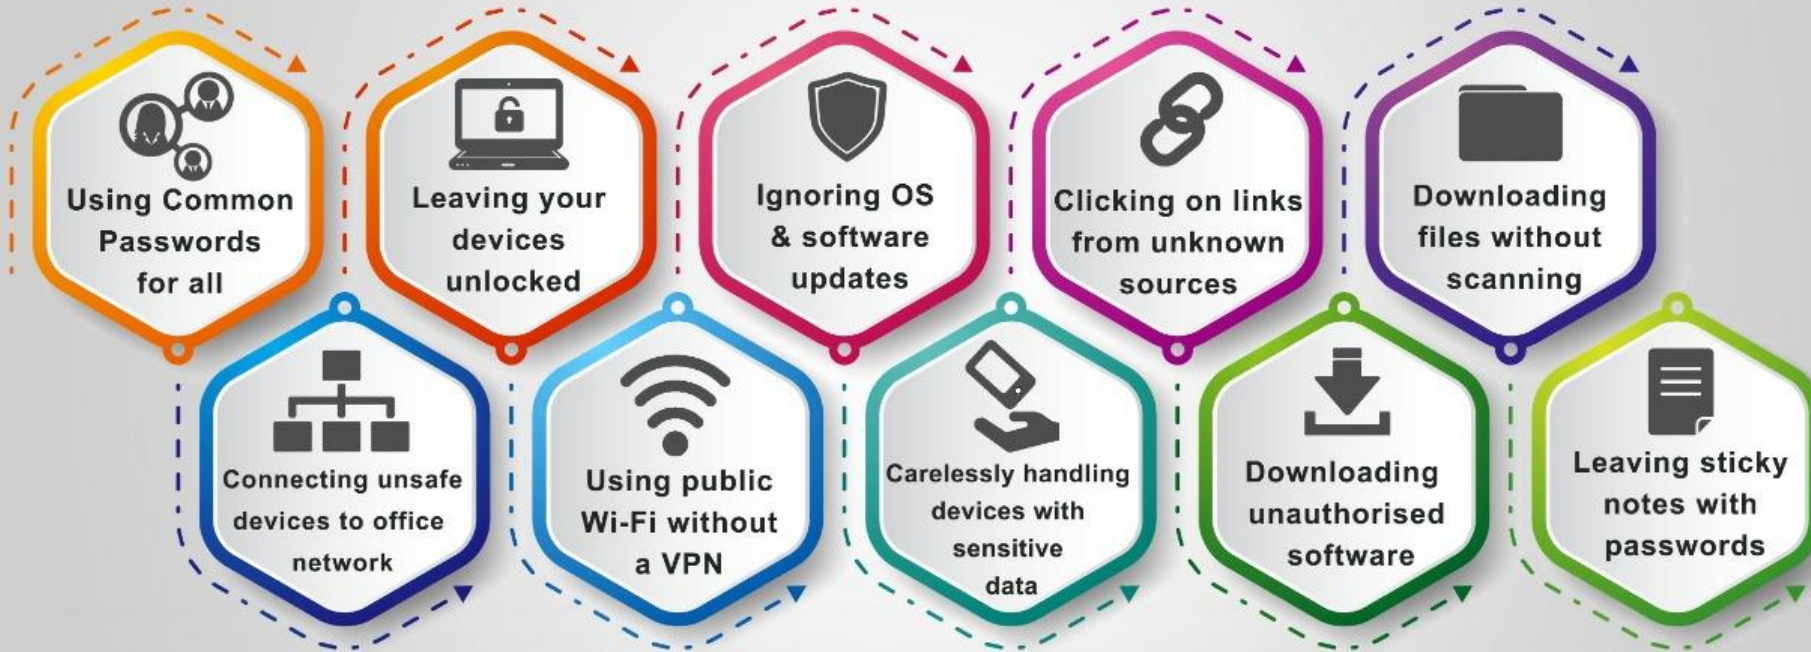 Using Common
Passwords
for all
Leaving your
devices
unlocked
Ignoring OS
& software
updates
Clicking on links
from unknown
sources
Downloading
files without
scanning
Connecting unsafe
devices to office
network
Using public
Wi-Fi without
a VPN
Carelessly handling
devices with
sensitive
data
Downloading
unauthorised
software
Leaving sticky
notes with
passwords